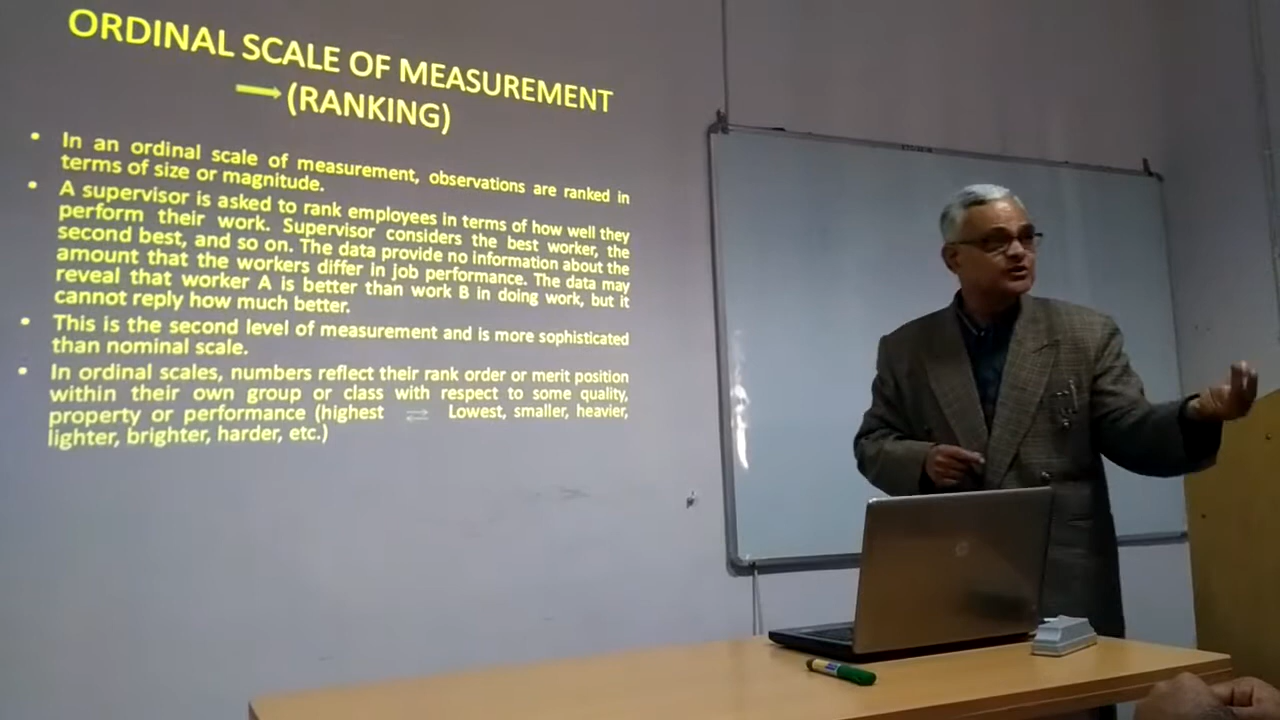 ORDINAL SCALE OF MEASUREMENT
→(RANKING)
• In an ordinal scale of measurement, observations are ranked in
terms of size or magnitude.
• A supervisor is asked to rank employees in terms of how well they
perform their work. Supervisor considers the best worker, the
second best, and so on. The data provide no information about the
amount that the workers differ in job performance. The data may
reveal that worker A is better than work B in doing work, but it
cannot reply how much better.
• This is the second level of measurement and is more sophisticated
than nominal scale.
• In ordinal scales, numbers reflect their rank order or merit position
within their own group or class with respect to some quality,
property or performance (highest ⇄ Lowest, smaller, heavier,
lighter, brighter, harder, etc.)
hp